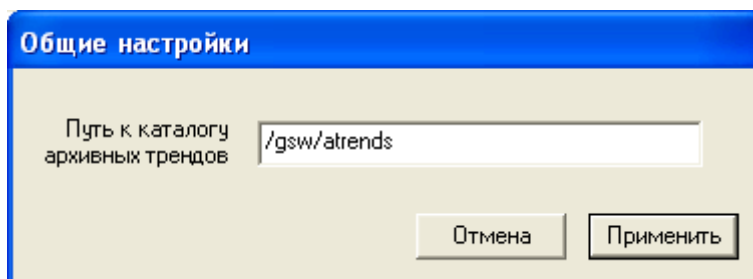 Общие настройки
Путь к каталогу
архивных трендов
/gsw/atrends
Отмена
Применить